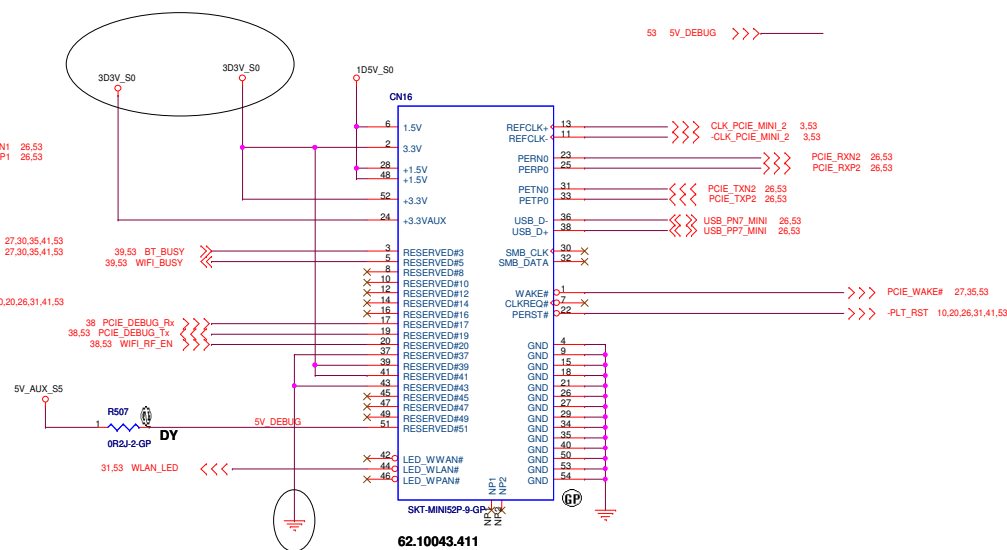 53 5V_DEBUG
3D3V_S0
3D3V_S0
1D5V_S0
CN16
6 1.5V
2 3.3V
28 +1.5V
48 +1.5V
52 +3.3V
24 +3.3VAUX
3 RESERVED#3
5 RESERVED#5
8 RESERVED#8
10 RESERVED#10
12 RESERVED#12
14 RESERVED#14
16 RESERVED#16
17 RESERVED#17
19 RESERVED#19
20 RESERVED#20
37 RESERVED#37
39 RESERVED#39
41 RESERVED#41
43 RESERVED#43
45 RESERVED#45
47 RESERVED#47
49 RESERVED#49
51 RESERVED#51
42 LED_WWAN#
44 LED_WLAN#
46 LED_WPAN#
REFCLK+ 13
REFCLK- 11
PERN0 23
PERP0 25
PETN0 31
PETP0 33
USB_D- 36
USB_D+ 38
SMB_CLK 30
SMB_DATA 32
WAKE# 1
CLKREQ# 7
PERST# 22
GND 4
GND 9
GND 15
GND 18
GND 21
GND 26
GND 27
GND 29
GND 34
GND 35
GND 40
GND 50
GND 53
GND 54
CLK_PCIE_MINI_2 3,53
-CLK_PCIE_MINI_2 3,53
PCIE_RXN2 26,53
PCIE_RXP2 26,53
PCIE_TXN2 26,53
PCIE_TXP2 26,53
USB_PN7_MINI 26,53
USB_PP7_MINI 26,53
PCIE_WAKE# 27,35,53
-PLT_RST 10,20,26,31,41,53
N1 26,53
P1 26,53
27,30,35,41,53
27,30,35,41,53
0,20,26,31,41,53
39,53 BT_BUSY
39,53 WIFI_BUSY
38 PCIE_DEBUG_Rx
38,53 PCIE_DEBUG_Tx
38,53 WIFI_RF_EN
5V_AUX_S5
R507
1
DY
0R2J-2-GP
5V_DEBUG
31,53 WLAN_LED
NP1
NP2
SKT-MINI52P-9-GP
GP
62.10043.411